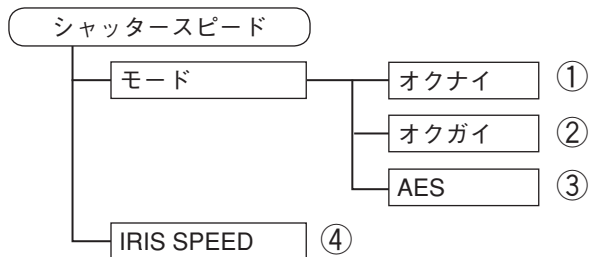 シャッタースピード
モード
オクナイ ①
オクガイ ②
AES ③
IRIS SPEED ④